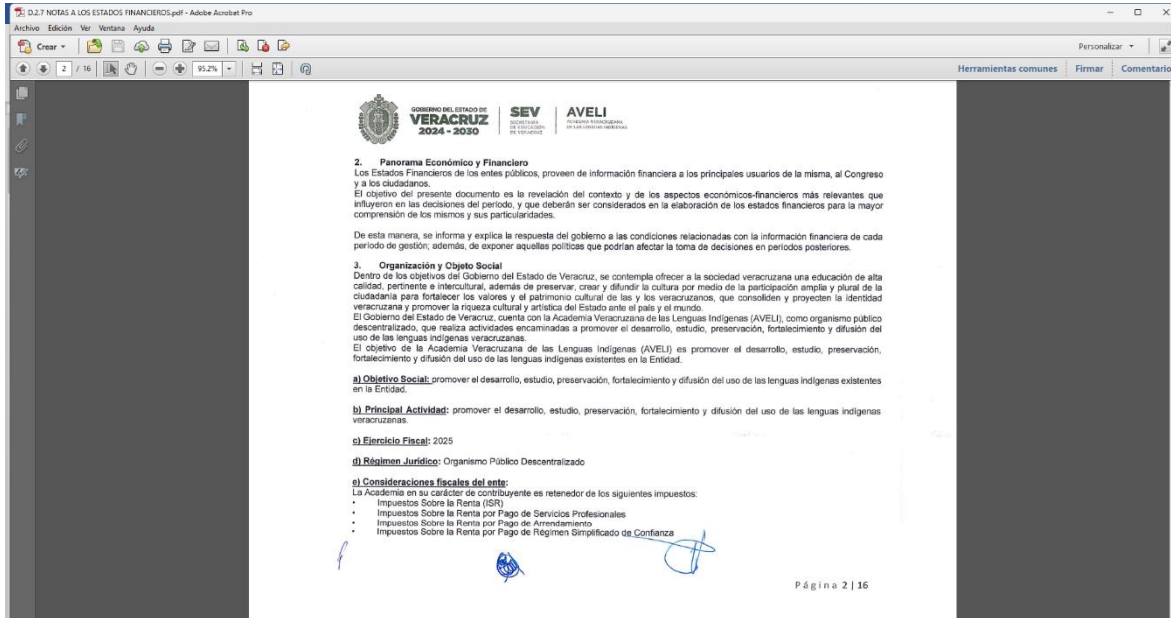 D.2.7 NOTAS A LOS ESTADOS FINANCIEROS.pdf - Adobe Acrobat Pro
Archivo Edición Ver Ventana Ayuda
Crear
Personalizar
2 / 16
95.2%
Herramientas comunes Firmar Comentario
GOBIERNO DEL ESTADO DE
VERACRUZ
2024 - 2030
SEV
SECRETARÍA
DE EDUCACIÓN
DE VERACRUZ
AVELI
ACADEMIA VERACRUZANA
DE LAS LENGUAS INDÍGENAS
2. Panorama Económico y Financiero
Los Estados Financieros de los entes públicos, proveen de información financiera a los principales usuarios de la misma, al Congreso
y a los ciudadanos.
El objetivo del presente documento es la revelación del contexto y de los aspectos económicos-financieros más relevantes que
influyeron en las decisiones del período, y que deberán ser considerados en la elaboración de los estados financieros para la mayor
comprensión de los mismos y sus particularidades.
De esta manera, se informa y explica la respuesta del gobierno a las condiciones relacionadas con la información financiera de cada
período de gestión; además, de exponer aquellas políticas que podrían afectar la toma de decisiones en períodos posteriores.
3. Organización y Objeto Social
Dentro de los objetivos del Gobierno del Estado de Veracruz, se contempla ofrecer a la sociedad veracruzana una educación de alta
calidad, pertinente e intercultural, además de preservar, crear y difundir la cultura por medio de la participación amplia y plural de la
ciudadanía para fortalecer los valores y el patrimonio cultural de las y los veracruzanos, que consoliden y proyecten la identidad
veracruzana y promover la riqueza cultural y artística del Estado ante el país y el mundo.
El Gobierno del Estado de Veracruz, cuenta con la Academia Veracruzana de las Lenguas Indígenas (AVELI), como organismo público
descentralizado, que realiza actividades encaminadas a promover el desarrollo, estudio, preservación, fortalecimiento y difusión del
uso de las lenguas indígenas veracruzanas.
El objetivo de la Academia Veracruzana de las Lenguas Indígenas (AVELI) es promover el desarrollo, estudio, preservación,
fortalecimiento y difusión del uso de las lenguas indígenas existentes en la Entidad.
a) Objetivo Social: promover el desarrollo, estudio, preservación, fortalecimiento y difusión del uso de las lenguas indígenas existentes
en la Entidad.
b) Principal Actividad: promover el desarrollo, estudio, preservación, fortalecimiento y difusión del uso de las lenguas indígenas
veracruzanas.
c) Ejercicio Fiscal: 2025
d) Régimen Jurídico: Organismo Público Descentralizado
e) Consideraciones fiscales del ente:
La Academia en su carácter de contribuyente es retenedor de los siguientes impuestos:
• Impuestos Sobre la Renta (ISR)
• Impuestos Sobre la Renta por Pago de Servicios Profesionales
• Impuestos Sobre la Renta por Pago de Arrendamiento
• Impuestos Sobre la Renta por Pago de Régimen Simplificado de Confianza
Página 2 | 16